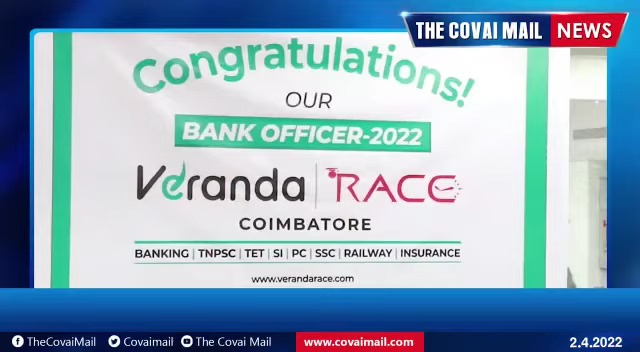 THE COVAI MAIL NEWS
Congratulations!
OUR
BANK OFFICER-2022
Veranda | RACE
COIMBATORE
BANKING | TNPSC | TET | SI | PC | SSC | RAILWAY | INSURANCE
www.verandarace.com
TheCovaiMail Covaimail The Covai Mail www.covaimail.com 2.4.2022